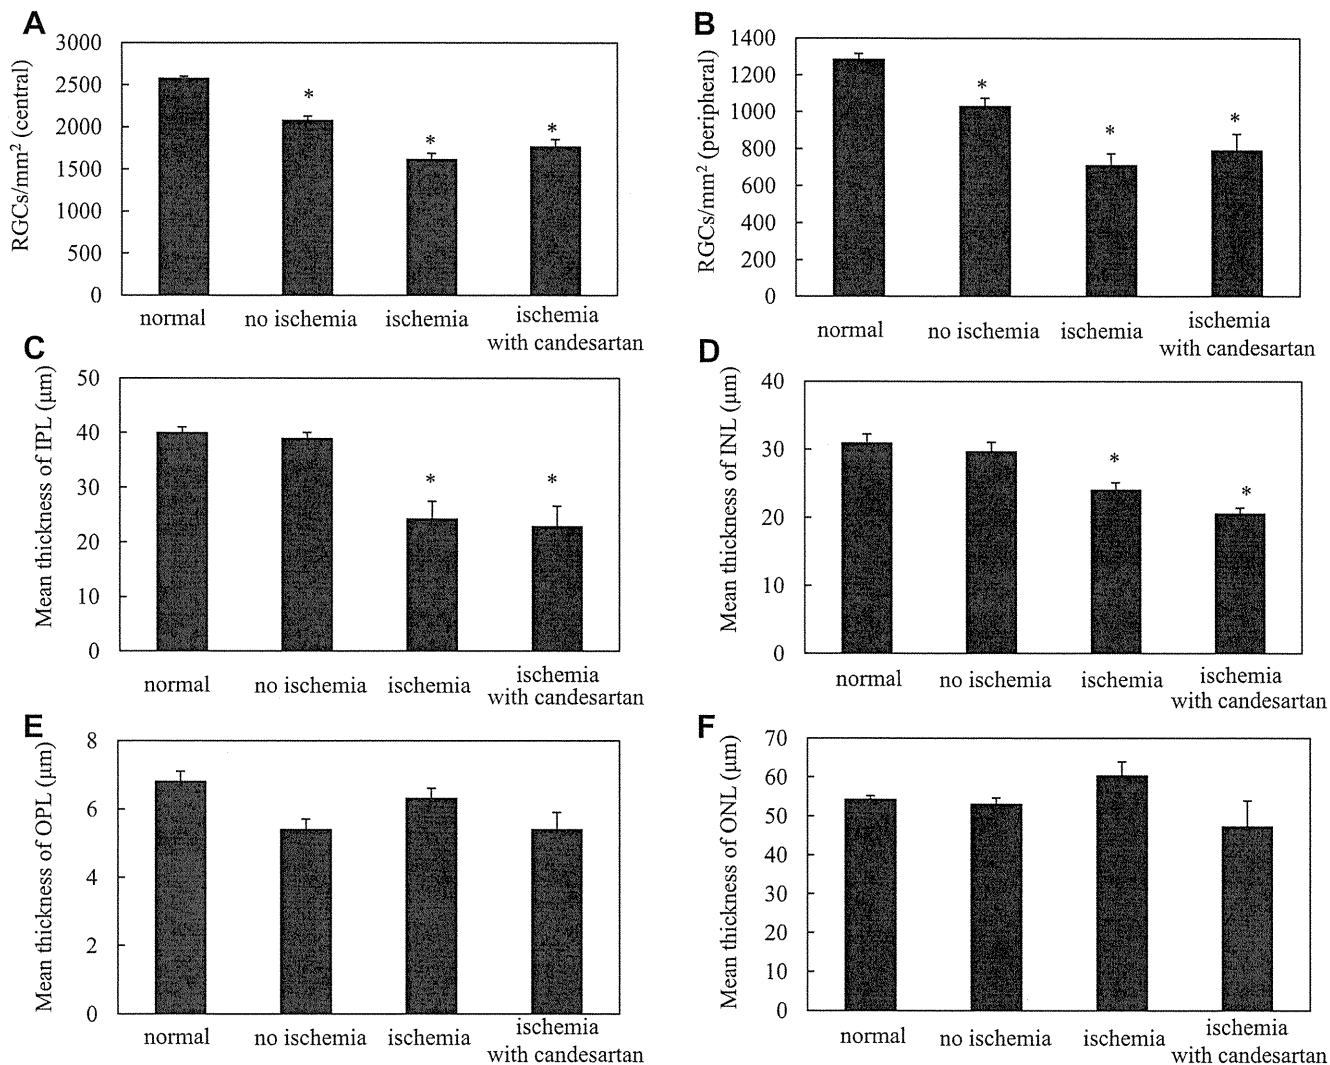 A
RGCs/mm² (central)
3000
2500
2000
1500
1000
500
0
*
*
*
normal
no ischemia
ischemia
ischemia
with candesartan
B
RGCs/mm² (peripheral)
1400
1200
1000
800
600
400
200
0
*
*
*
normal
no ischemia
ischemia
ischemia
with candesartan
C
Mean thickness of IPL (μm)
50
40
30
20
10
0
*
*
normal
no ischemia
ischemia
ischemia
with candesartan
D
Mean thickness of INL (μm)
40
30
20
10
0
*
*
normal
no ischemia
ischemia
ischemia
with candesartan
E
Mean thickness of OPL (μm)
8
6
4
2
0
normal
no ischemia
ischemia
ischemia
with candesartan
F
Mean thickness of ONL (μm)
70
60
50
40
30
20
10
0
normal
no ischemia
ischemia
ischemia
with candesartan